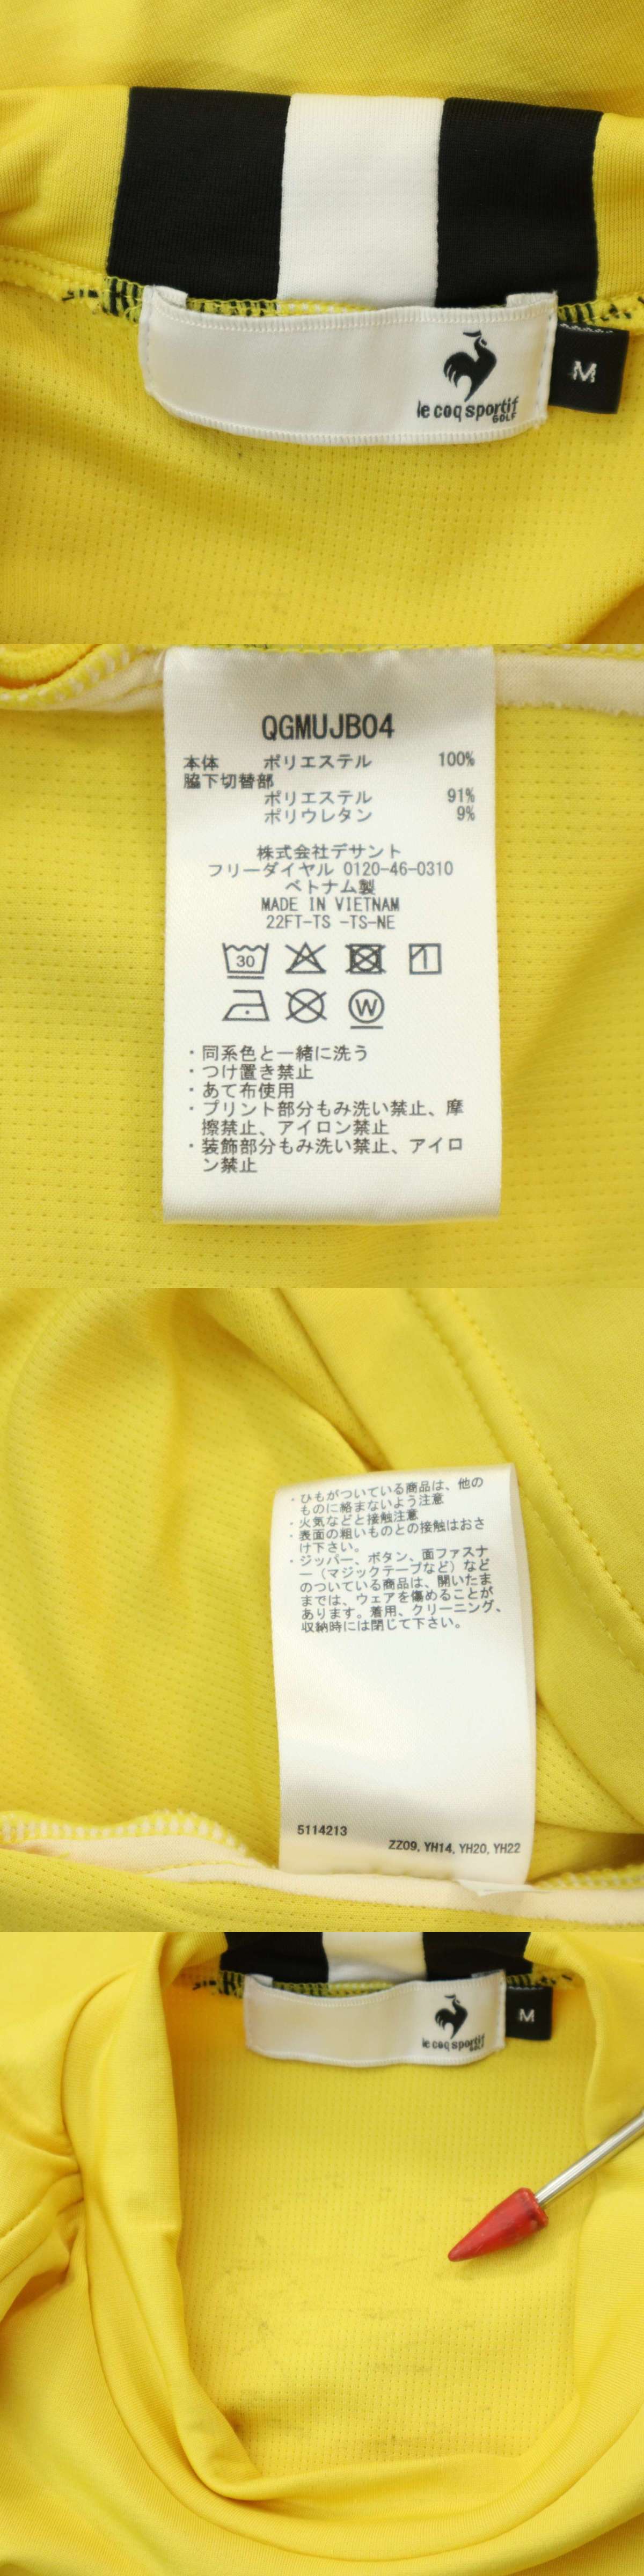 le coq sportif
GOLF
M
QGMUJB04
本体 ポリエステル 100%
脇下切替部
ポリエステル 91%
ポリウレタン 9%
株式会社デサント
フリーダイヤル 0120-46-0310
ベトナム製
MADE IN VIETNAM
22FT-TS -TS-NE
30
W
・同系色と一緒に洗う
・つけ置き禁止
・あて布使用
・プリント部分もみ洗い禁止、摩
擦禁止、アイロン禁止
・装飾部分もみ洗い禁止、アイロ
ン禁止
・ひもがついている商品は、他の
ものに絡まないよう注意
・火気などと接触注意
・表面の粗いものとの接触はおさ
け下さい。
・ジッパー、ボタン、面ファスナ
ー（マジックテープなど）など
のついている商品は、開いたま
までは、ウェアを傷めることが
あります。着用、クリーニング、
収納時には閉じて下さい。
5114213
ZZ09, YH14, YH20, YH22
le coq sportif
GOLF
M